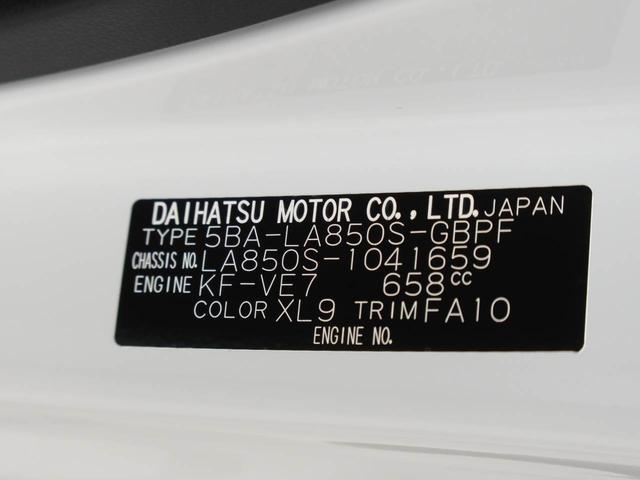 DAIHATSU MOTOR CO.,LTD. JAPAN
TYPE 5BA-LA850S-GBPF
CHASSIS NO. LA850S-1041659
ENGINE KF-VE7 658cc
COLOR XL9 TRIM FA10
ENGINE NO.